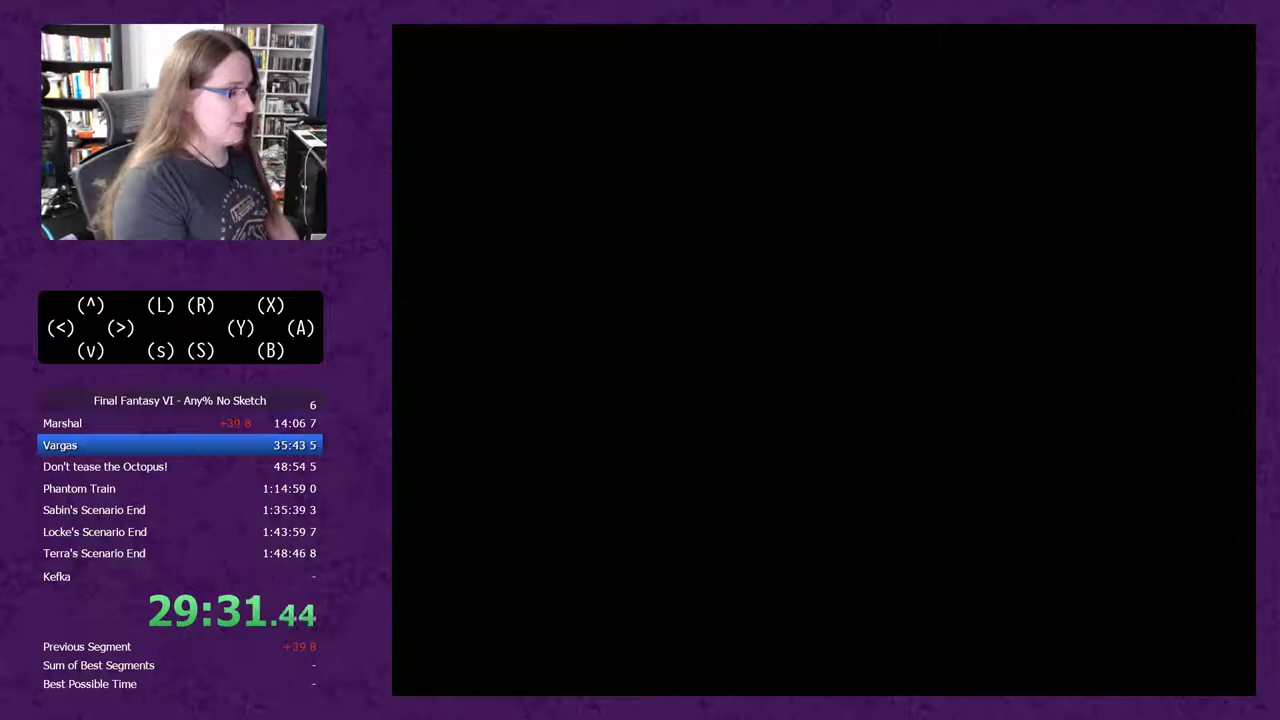 (^) (L) (R) (X)
(<) (>) (Y) (A)
(v) (s) (S) (B)
Final Fantasy VI - Any% No Sketch 6
Marshal +39 8 14:06 7
Vargas 35:43 5
Don't tease the Octopus! 48:54 5
Phantom Train 1:14:59 0
Sabin's Scenario End 1:35:39 3
Locke's Scenario End 1:43:59 7
Terra's Scenario End 1:48:46 8
Kefka -
29:31.44
Previous Segment +39 8
Sum of Best Segments -
Best Possible Time -